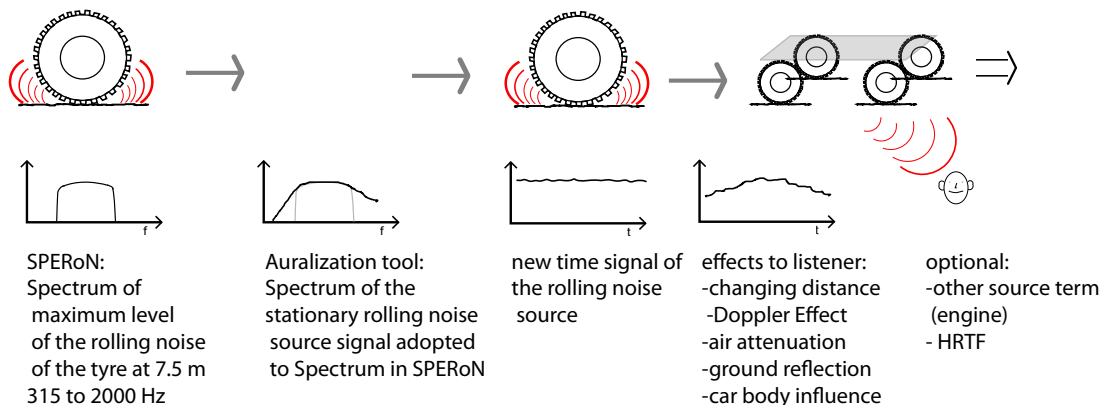 f
f
t
t
SPERoN:
Spectrum of
maximum level
of the rolling noise
of the tyre at 7.5 m
315 to 2000 Hz
Auralization tool:
Spectrum of the
stationary rolling noise
source signal adopted
to Spectrum in SPERoN
new time signal of
the rolling noise
source
effects to listener:
-changing distance
-Doppler Effect
-air attenuation
-ground reflection
-car body influence
optional:
-other source term
(engine)
- HRTF